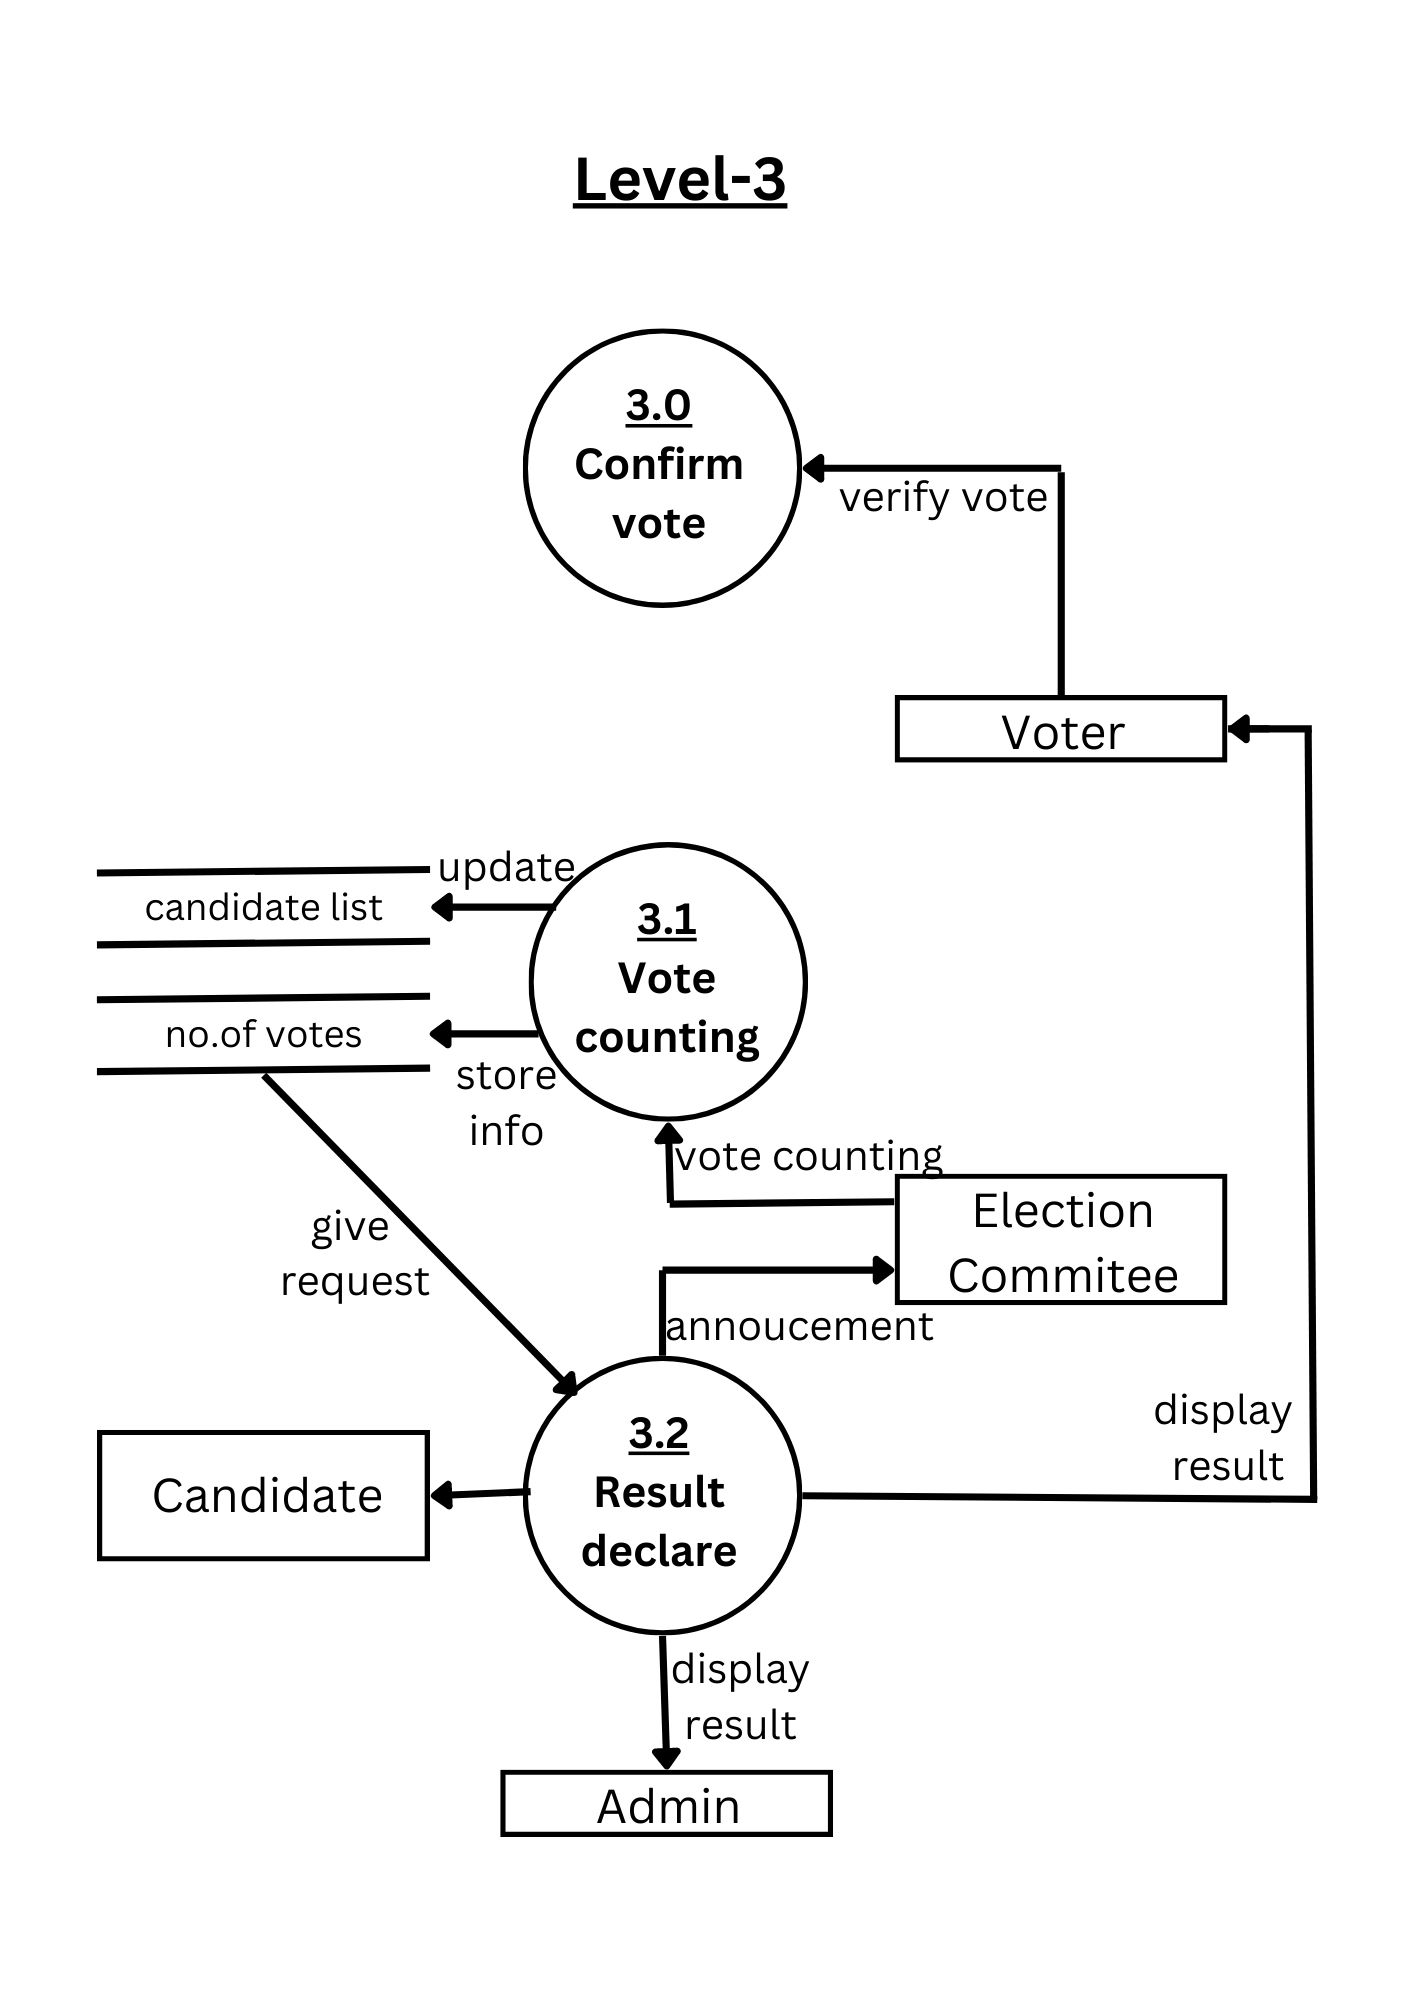 Level-3
3.0
Confirm
vote
verify vote
Voter
update
candidate list
3.1
Vote
counting
no.of votes
store
info
vote counting
Election
Commitee
give
request
annoucement
display
result
3.2
Result
declare
Candidate
display
result
Admin